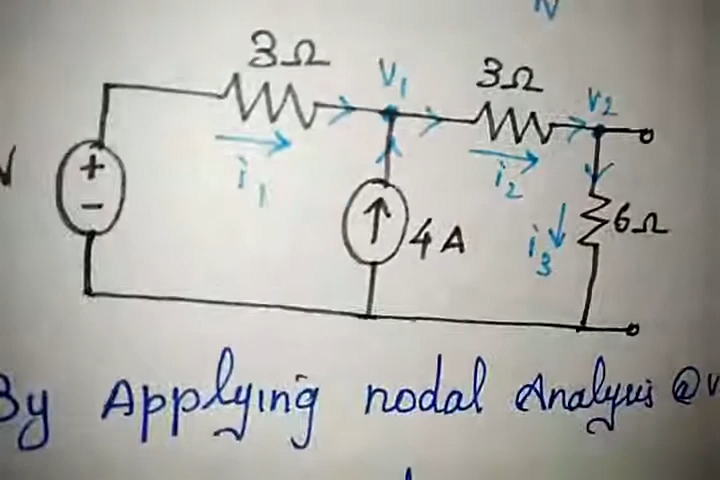 N
3Ω V₁ 3Ω V₂
V + i₁ i₂
− ↑ 4A i₃ 6Ω
By Applying nodal Analysis @V